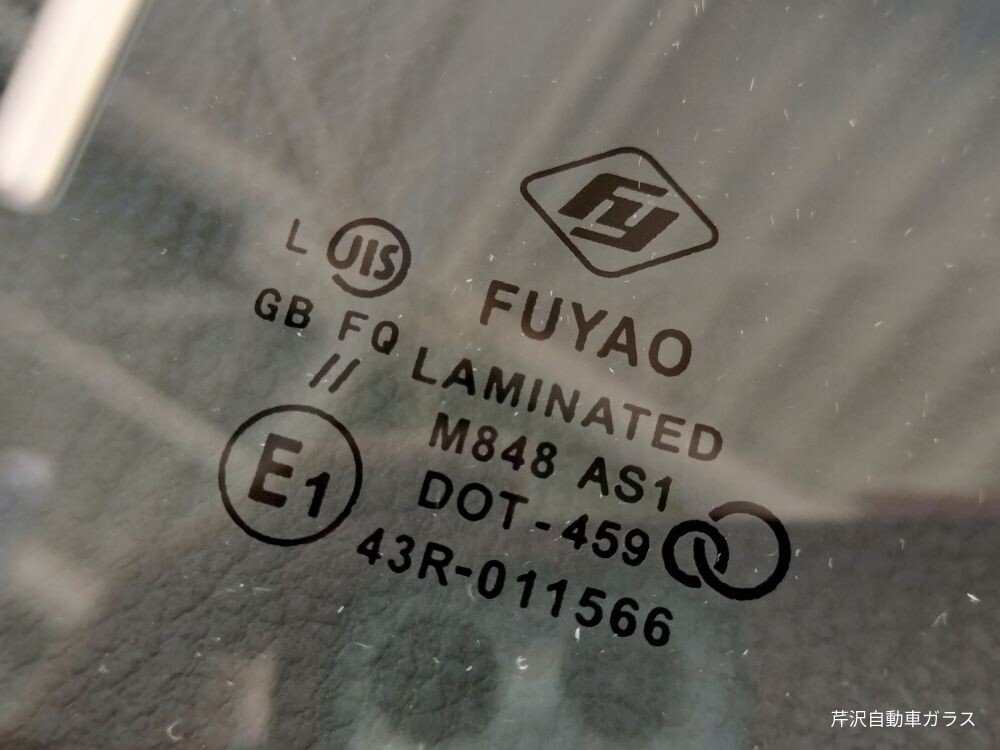 Fy
FUYAO
L JIS
GB FQ
//
LAMINATED
M848 AS1
DOT-459
E1
43R-011566
芹沢自動車ガラス